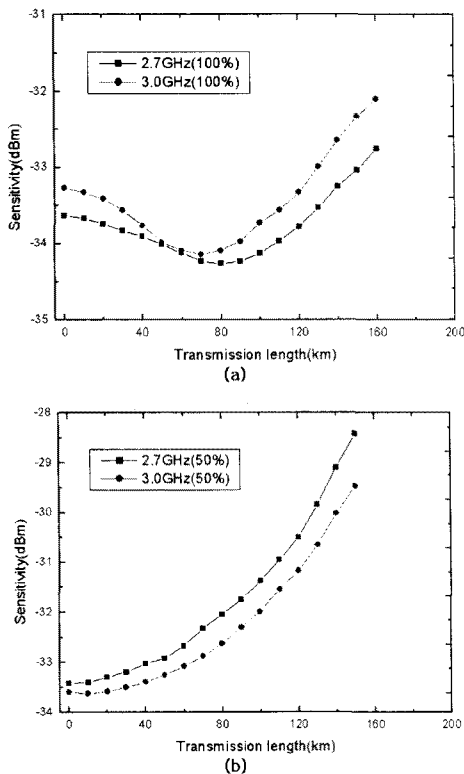 -31
-32
-33
-34
-35
Sensitivity(dBm)
2.7GHz(100%)
3.0GHz(100%)
0 40 80 120 160 200
Transmission length(km)
(a)
-28
-29
-30
-31
-32
-33
-34
Sensitivity(dBm)
2.7GHz(50%)
3.0GHz(50%)
0 40 80 120 160 200
Transmission length(km)
(b)